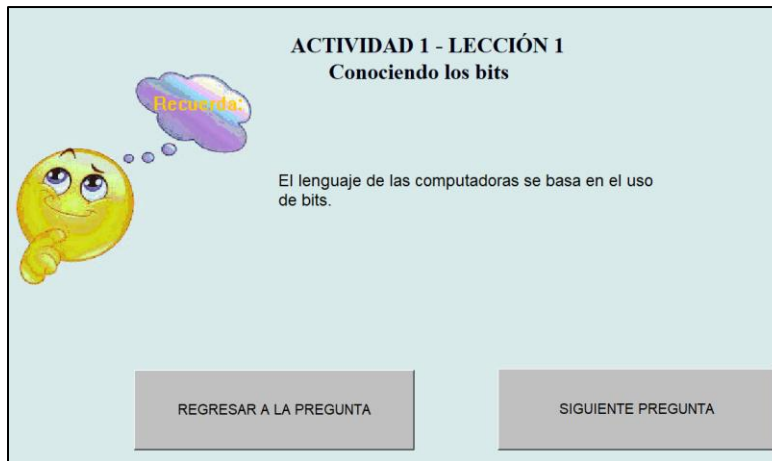 ACTIVIDAD 1 - LECCIÓN 1
Conociendo los bits
Recuerda:
El lenguaje de las computadoras se basa en el uso
de bits.
REGRESAR A LA PREGUNTA
SIGUIENTE PREGUNTA